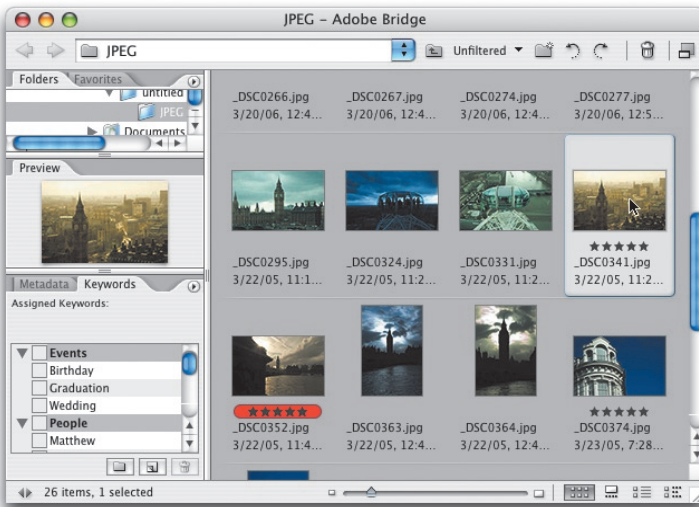 JPEG – Adobe Bridge
JPEG
Unfiltered
Folders Favorites
untitled
JPEG
Documents
Preview
Metadata Keywords
Assigned Keywords:
Events
Birthday
Graduation
Wedding
People
Matthew
_DSC0266.jpg _DSC0267.jpg _DSC0274.jpg _DSC0277.jpg
3/20/06, 12:4... 3/20/06, 12:4... 3/20/06, 12:4... 3/20/06, 12:5...
★★★★★
_DSC0295.jpg _DSC0324.jpg _DSC0331.jpg _DSC0341.jpg
3/22/05, 11:1... 3/22/05, 11:2... 3/22/05, 11:2... 3/22/05, 11:2...
★★★★★ ★★★★★
_DSC0352.jpg _DSC0363.jpg _DSC0364.jpg _DSC0374.jpg
3/22/05, 11:4... 3/22/05, 12:4... 3/22/05, 12:4... 3/23/05, 7:28...
26 items, 1 selected